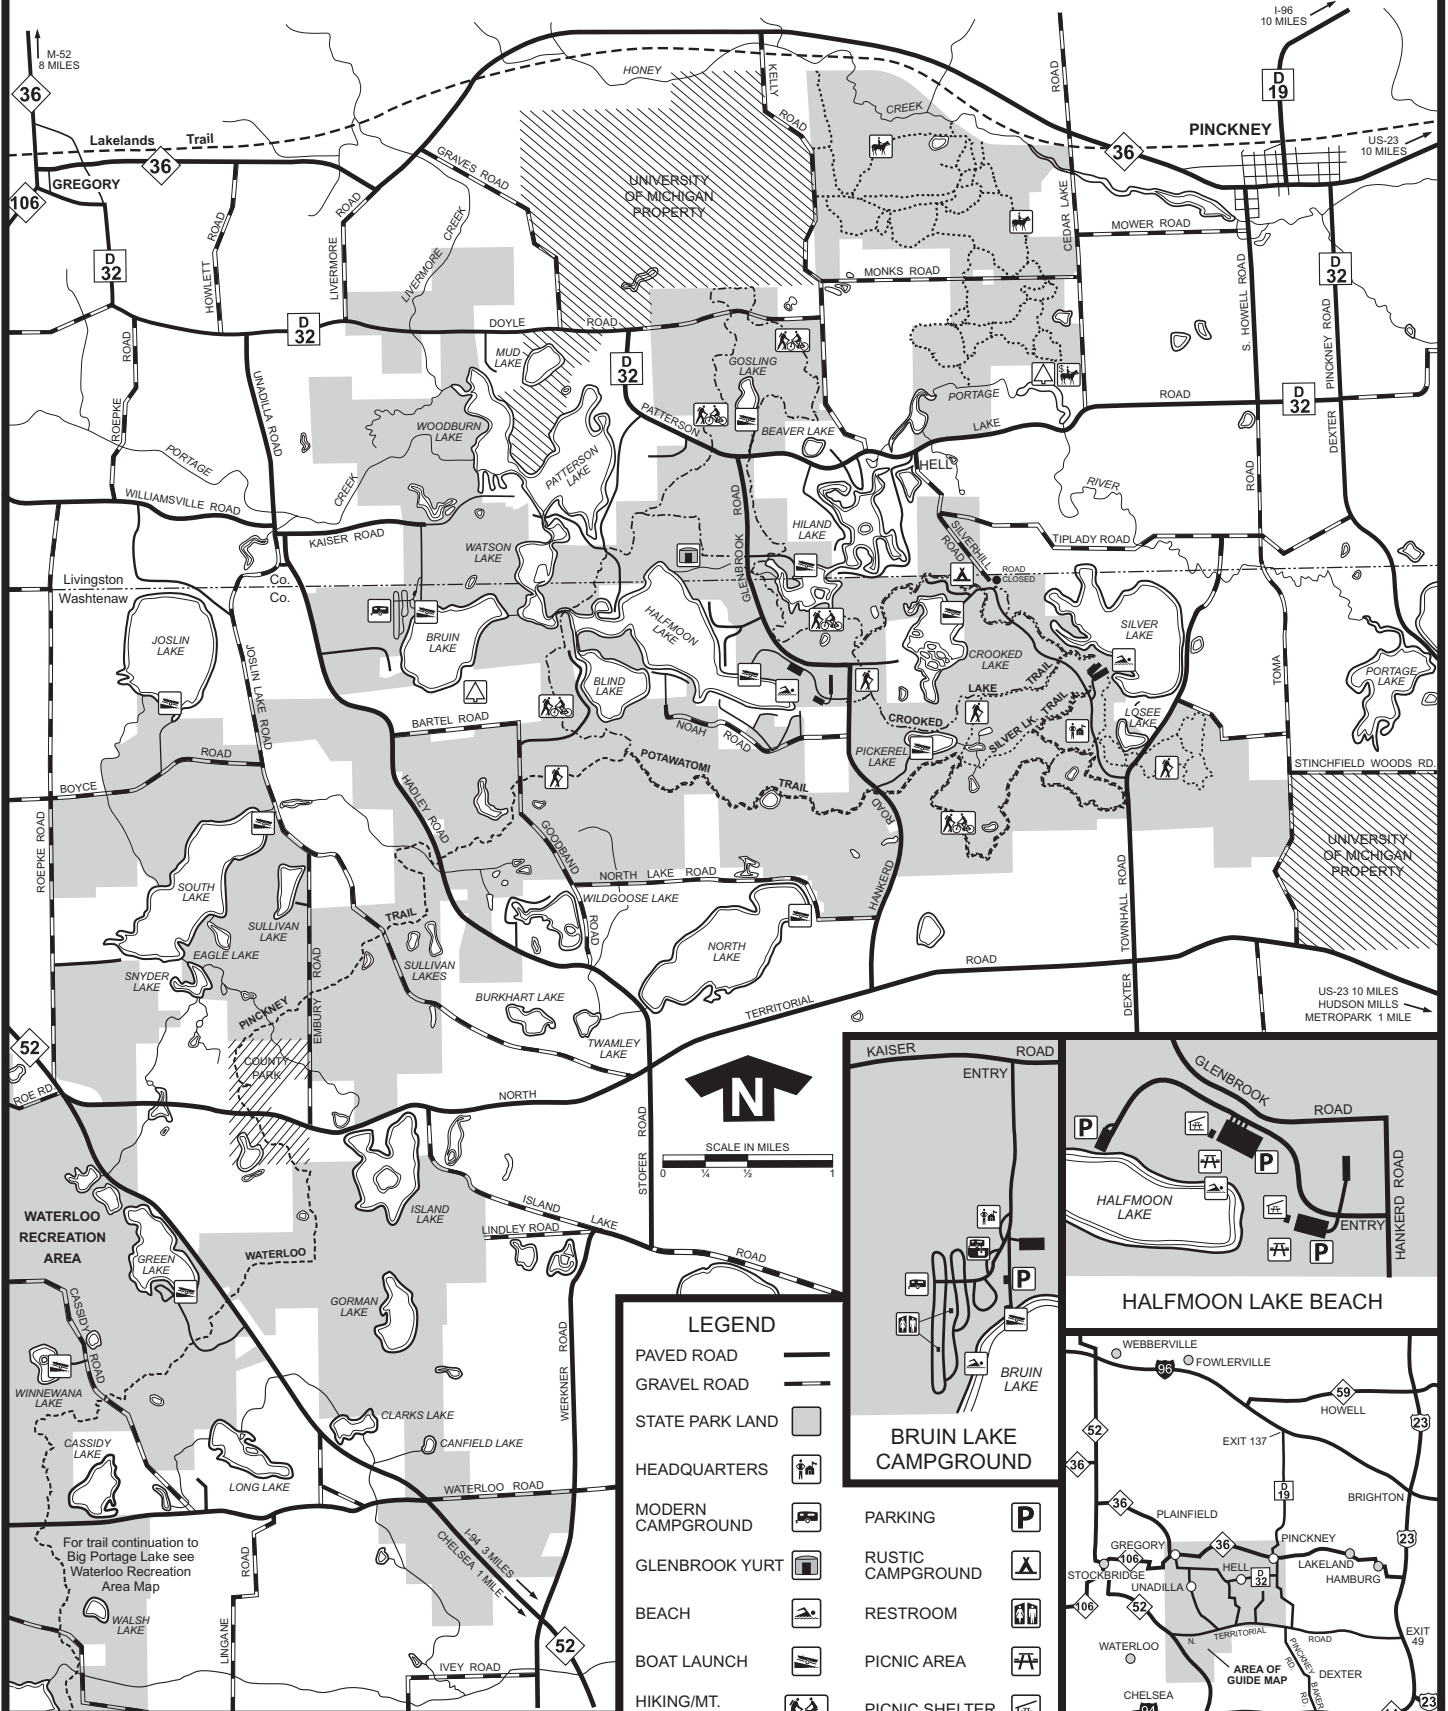 I-96
10 MILES
M-52
8 MILES
HONEY
KELLY
ROAD
ROAD
D
19
36
CREEK
PINCKNEY
Lakelands Trail
36
36
US-23
10 MILES
GRAVES ROAD
GREGORY
106
UNIVERSITY
OF MICHIGAN
PROPERTY
ROAD
ROAD
LIVERMORE
LIVERMORE CREEK
HOWLETT
CEDAR LAKE
MOWER ROAD
D
32
D
32
MONKS ROAD
S. HOWELL ROAD
PINCKNEY ROAD
D
32
DOYLE ROAD
ROAD
MUD
LAKE
D
32
GOSLING
LAKE
UNADILLA ROAD
ROEPKE
PATTERSON
PORTAGE
ROAD
D
32
LAKE
WOODBURN
LAKE
BEAVER LAKE
DEXTER
PATTERSON
LAKE
PORTAGE
CREEK
HELL
RIVER
ROAD
WILLIAMSVILLE ROAD
ROAD
HILAND
LAKE
SILVERHILL
ROAD
KAISER ROAD
WATSON
LAKE
TIPLADY ROAD
GLENBROOK
ROAD
CLOSED
Livingston Co.
Washtenaw Co.
JOSLIN
LAKE
BRUIN
LAKE
HALFMOON
LAKE
SILVER
LAKE
CROOKED
LAKE
JOSLIN LAKE ROAD
BLIND
LAKE
TOMA
PORTAGE
LAKE
LAKE TRAIL
CROOKED
LOSEE
LAKE
BARTEL ROAD
NOAH ROAD
SILVER LK. TRAIL
ROAD
PICKEREL
LAKE
POTAWATOMI
TRAIL
STINCHFIELD WOODS RD.
BOYCE
HADLEY ROAD
ROAD
ROEPKE ROAD
GOODBAND
ROAD
UNIVERSITY
OF MICHIGAN
PROPERTY
NORTH LAKE ROAD
HANKERD
SOUTH
LAKE
WILDGOOSE LAKE
TOWNHALL ROAD
TRAIL
SULLIVAN
LAKE
NORTH
LAKE
EAGLE LAKE
SULLIVAN
LAKES
ROAD
SNYDER
LAKE
ROAD
BURKHART LAKE
TERRITORIAL
DEXTER
US-23 10 MILES
HUDSON MILLS
METROPARK 1 MILE
PINCKNEY
EMBURY
TWAMLEY
LAKE
52
COUNTY
PARK
ROE RD.
NORTH
N
SCALE IN MILES
0 ¼ ½ 1
STOFER ROAD
ISLAND
LAKE
ISLAND LAKE
LINDLEY ROAD
ROAD
WATERLOO
RECREATION
AREA
GREEN
LAKE
WATERLOO
CASSIDY
ROAD
GORMAN
LAKE
WERKNER ROAD
WINNEWANA
LAKE
CLARKS LAKE
CASSIDY
LAKE
CANFIELD LAKE
LONG LAKE
WATERLOO ROAD
For trail continuation to
Big Portage Lake see
Waterloo Recreation
Area Map
I-94 3 MILES
CHELSEA 1 MILE
ROAD
WALSH
LAKE
LINGANE
52
IVEY ROAD
LEGEND
PAVED ROAD
GRAVEL ROAD
STATE PARK LAND
HEADQUARTERS
MODERN
CAMPGROUND
GLENBROOK YURT
BEACH
BOAT LAUNCH
HIKING/MT.
PARKING
P
RUSTIC
CAMPGROUND
RESTROOM
PICNIC AREA
PICNIC SHELTER
KAISER ROAD
ENTRY
P
BRUIN
LAKE
BRUIN LAKE
CAMPGROUND
GLENBROOK
ROAD
P
P
HALFMOON
LAKE
HANKERD ROAD
ENTRY
P
HALFMOON LAKE BEACH
WEBBERVILLE
96
FOWLERVILLE
59
HOWELL
52
23
EXIT 137
36
D
19
BRIGHTON
36
PLAINFIELD
23
GREGORY
36
PINCKNEY
106
HELL
D
32
LAKELAND
HAMBURG
STOCKBRIDGE
UNADILLA
106
52
N. TERRITORIAL ROAD
EXIT
49
WATERLOO
PINCKNEY
RD.
AREA OF
GUIDE MAP
DEXTER
BAKER
RD.
CHELSEA
94
23